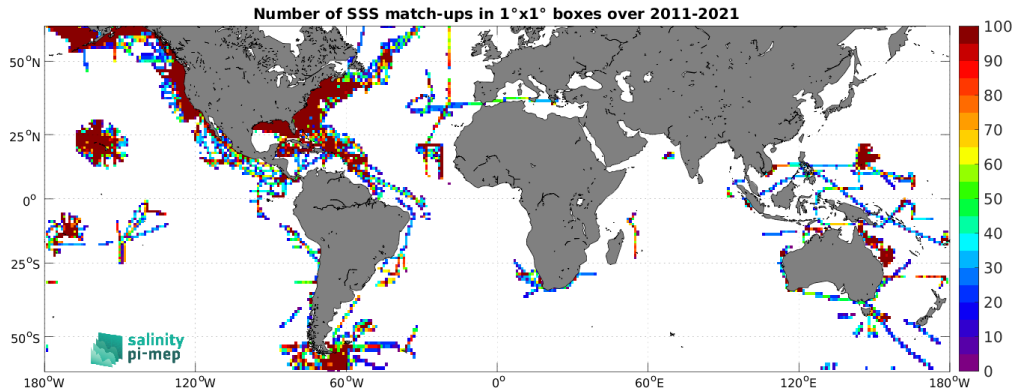 Number of SSS match-ups in 1°x1° boxes over 2011-2021
50°N
25°N
0°
25°S
50°S
180°W
120°W
60°W
0°
60°E
120°E
180°W
100
90
80
70
60
50
40
30
20
10
0
salinity
pi-mep